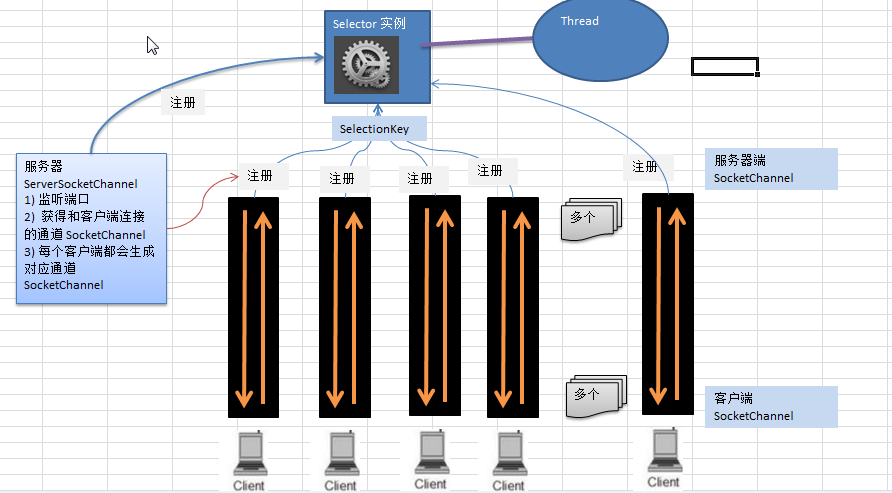 Selector 实例
Thread
注册
SelectionKey
服务器
ServerSocketChannel
1) 监听端口
2) 获得和客户端连接
的通道 SocketChannel
3) 每个客户端都会生成
对应通道
SocketChannel
注册
注册
注册
注册
注册
服务器端
SocketChannel
多个
多个
客户端
SocketChannel
Client
Client
Client
Client
Client